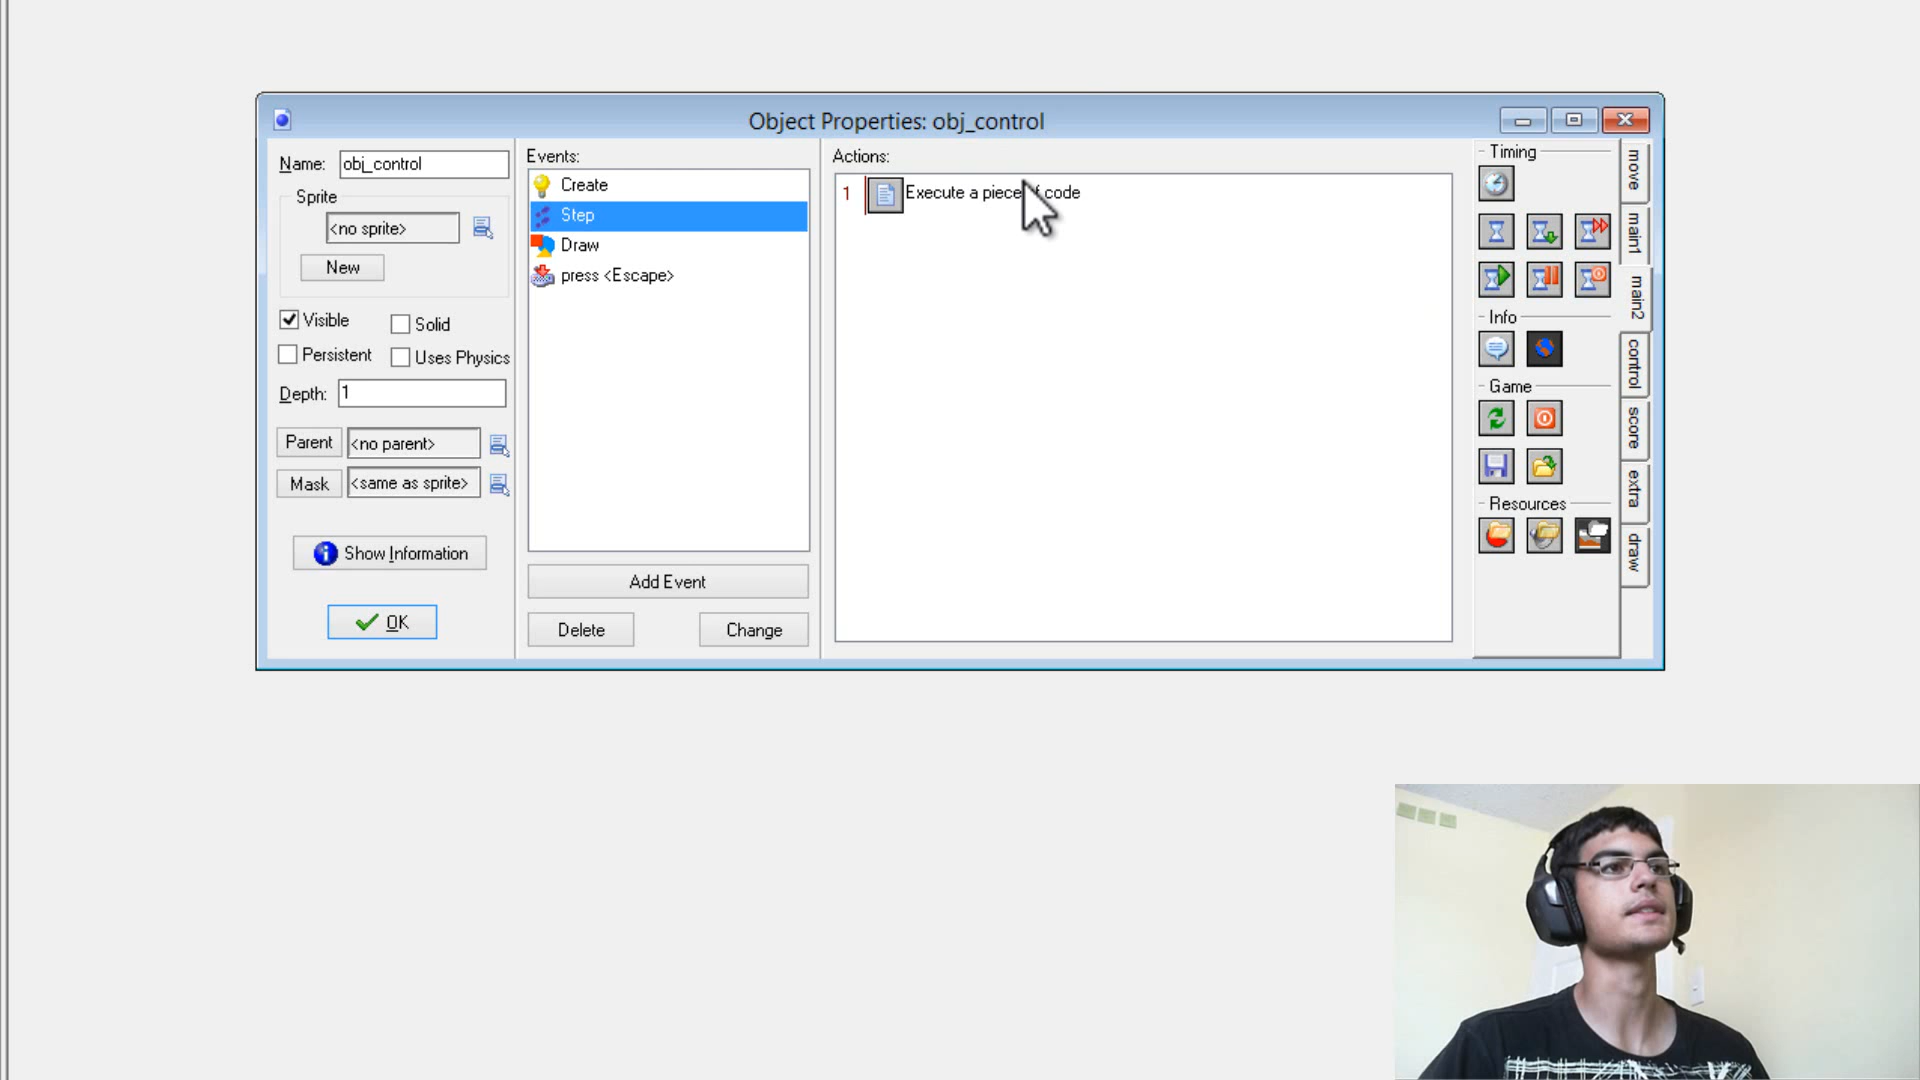 Object Properties: obj_control
Name: obj_control
Sprite
<no sprite>
New
Visible
Solid
Persistent
Uses Physics
Depth: 1
Parent <no parent>
Mask <same as sprite>
Show Information
OK
Events:
Create
Step
Draw
press <Escape>
Add Event
Delete
Change
Actions:
1 Execute a piece of code
Timing
Info
Game
Resources
move
main1
main2
control
score
extra
draw